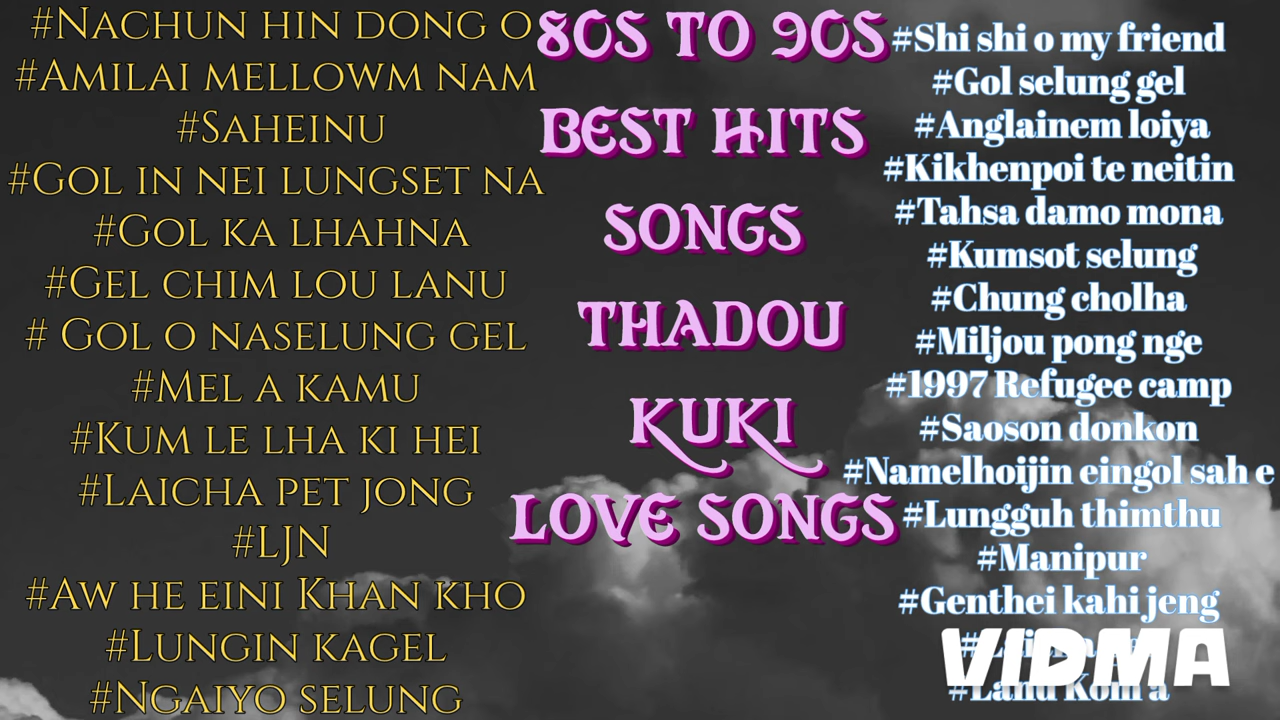 #Nachun hin dong o
#Amilai mellowm nam
#Saheinu
#Gol in nei lungset na
#Gol ka lhahna
#Gel chim lou lanu
# Gol o naselung gel
#Mel a kamu
#Kum le lha ki hei
#Laicha pet jong
#LJN
#Aw he eini Khan kho
#Lungin kagel
#Ngaiyo selung
80S TO 90S
BEST HITS
SONGS
THADOU
KUKI
LOVE SONGS
#Shi shi o my friend
#Gol selung gel
#Anglainem loiya
#Kikhenpoi te neitin
#Tahsa damo mona
#Kumsot selung
#Chung cholha
#Miljou pong nge
#1997 Refugee camp
#Saoson donkon
#Namelhoijin eingol sah e
#Lungguh thimthu
#Manipur
#Genthei kahi jeng
#Lanu Kom a
VIDMA